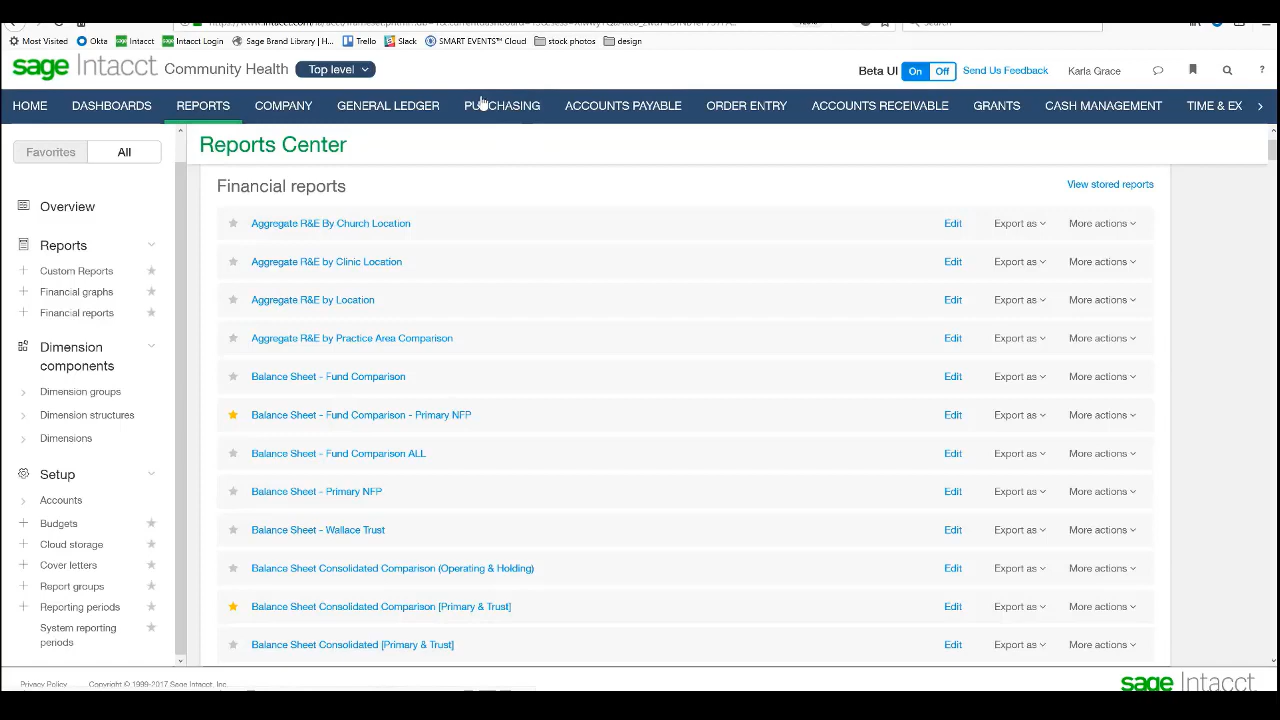 Most Visited Okta Intacct Intacct Login Sage Brand Library | H... Trello Slack SMART EVENTS™ Cloud stock photos design
sage Intacct Community Health Top level Beta UI On Off Send Us Feedback Karla Grace ?
HOME DASHBOARDS REPORTS COMPANY GENERAL LEDGER PURCHASING ACCOUNTS PAYABLE ORDER ENTRY ACCOUNTS RECEIVABLE GRANTS CASH MANAGEMENT TIME & EX
Favorites All
Overview
Reports
Custom Reports
Financial graphs
Financial reports
Dimension
components
Dimension groups
Dimension structures
Dimensions
Setup
Accounts
Budgets
Cloud storage
Cover letters
Report groups
Reporting periods
System reporting
periods
Reports Center
Financial reports View stored reports
Aggregate R&E By Church Location Edit Export as More actions
Aggregate R&E by Clinic Location Edit Export as More actions
Aggregate R&E by Location Edit Export as More actions
Aggregate R&E by Practice Area Comparison Edit Export as More actions
Balance Sheet - Fund Comparison Edit Export as More actions
Balance Sheet - Fund Comparison - Primary NFP Edit Export as More actions
Balance Sheet - Fund Comparison ALL Edit Export as More actions
Balance Sheet - Primary NFP Edit Export as More actions
Balance Sheet - Wallace Trust Edit Export as More actions
Balance Sheet Consolidated Comparison (Operating & Holding) Edit Export as More actions
Balance Sheet Consolidated Comparison [Primary & Trust] Edit Export as More actions
Balance Sheet Consolidated [Primary & Trust] Edit Export as More actions
Privacy Policy Copyright © 1999-2017 Sage Intacct, Inc. sage Intacct